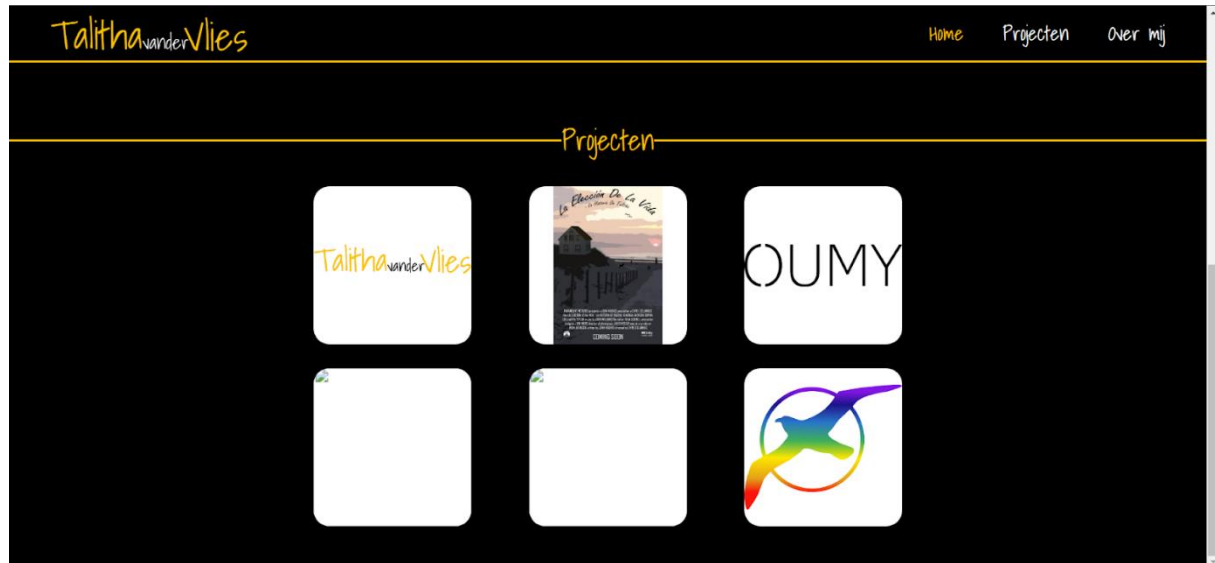 TalithavanderVlies
Home Projecten Over mij
Projecten
TalithavanderVlies
La Elección De La Vida
OUMY
COMING SOON